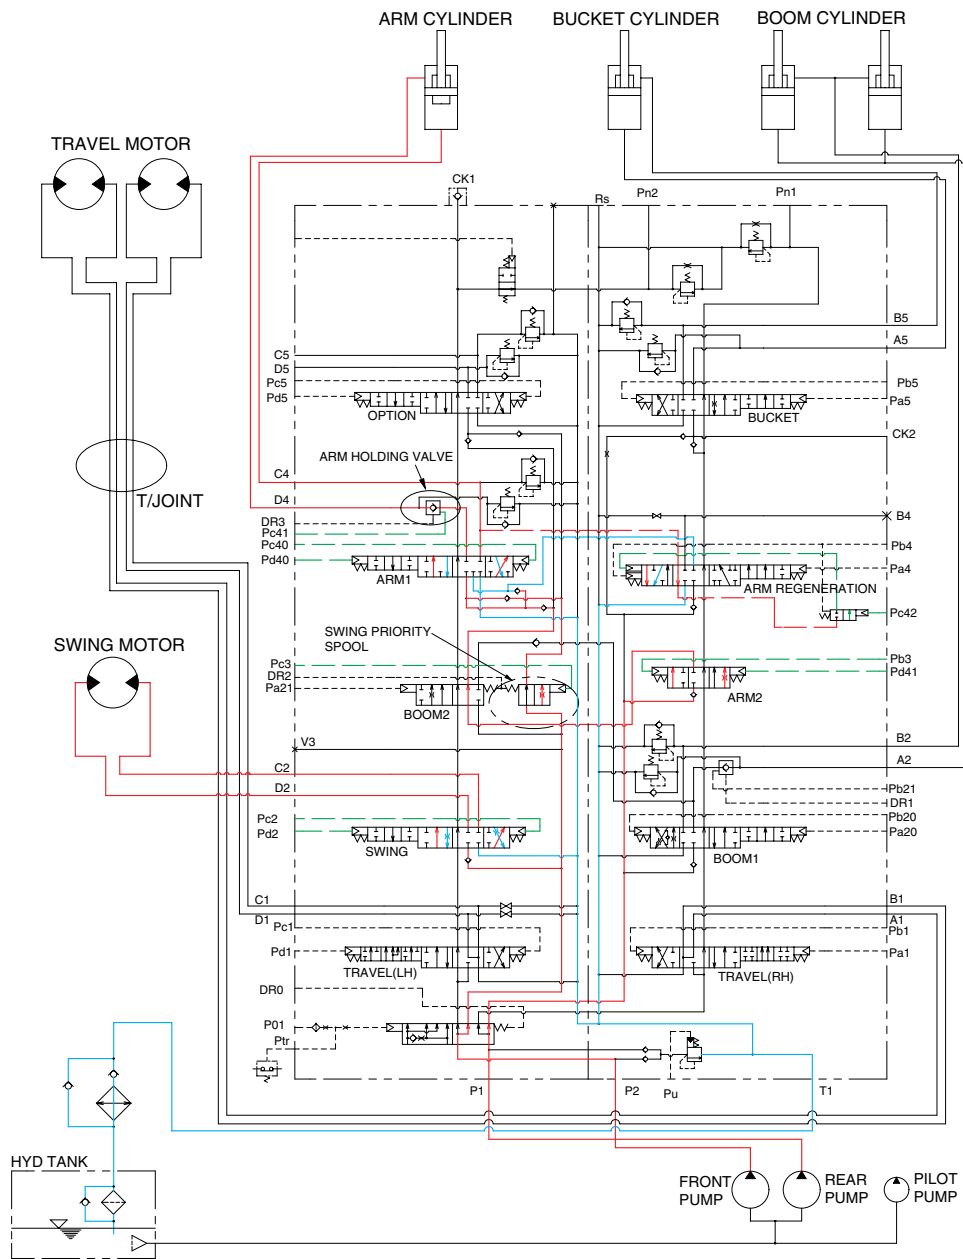 ARM CYLINDER
BUCKET CYLINDER
BOOM CYLINDER
TRAVEL MOTOR
CK1
Rs
Pn2
Pn1
B5
A5
C5
D5
Pc5
Pd5
OPTION
Pb5
Pa5
BUCKET
CK2
ARM HOLDING VALVE
T/JOINT
C4
D4
DR3
Pc41
Pc40
Pd40
ARM1
B4
Pb4
Pa4
ARM REGENERATION
Pc42
SWING MOTOR
SWING PRIORITY
SPOOL
Pc3
DR2
Pa21
BOOM2
Pb3
Pd41
ARM2
V3
B2
A2
C2
D2
Pb21
DR1
Pc2
Pd2
SWING
Pb20
Pa20
BOOM1
C1
D1
Pc1
Pd1
TRAVEL(LH)
B1
A1
Pb1
Pa1
TRAVEL(RH)
DR0
P01
Ptr
P1
P2
Pu
T1
HYD TANK
FRONT
PUMP
REAR
PUMP
PILOT
PUMP